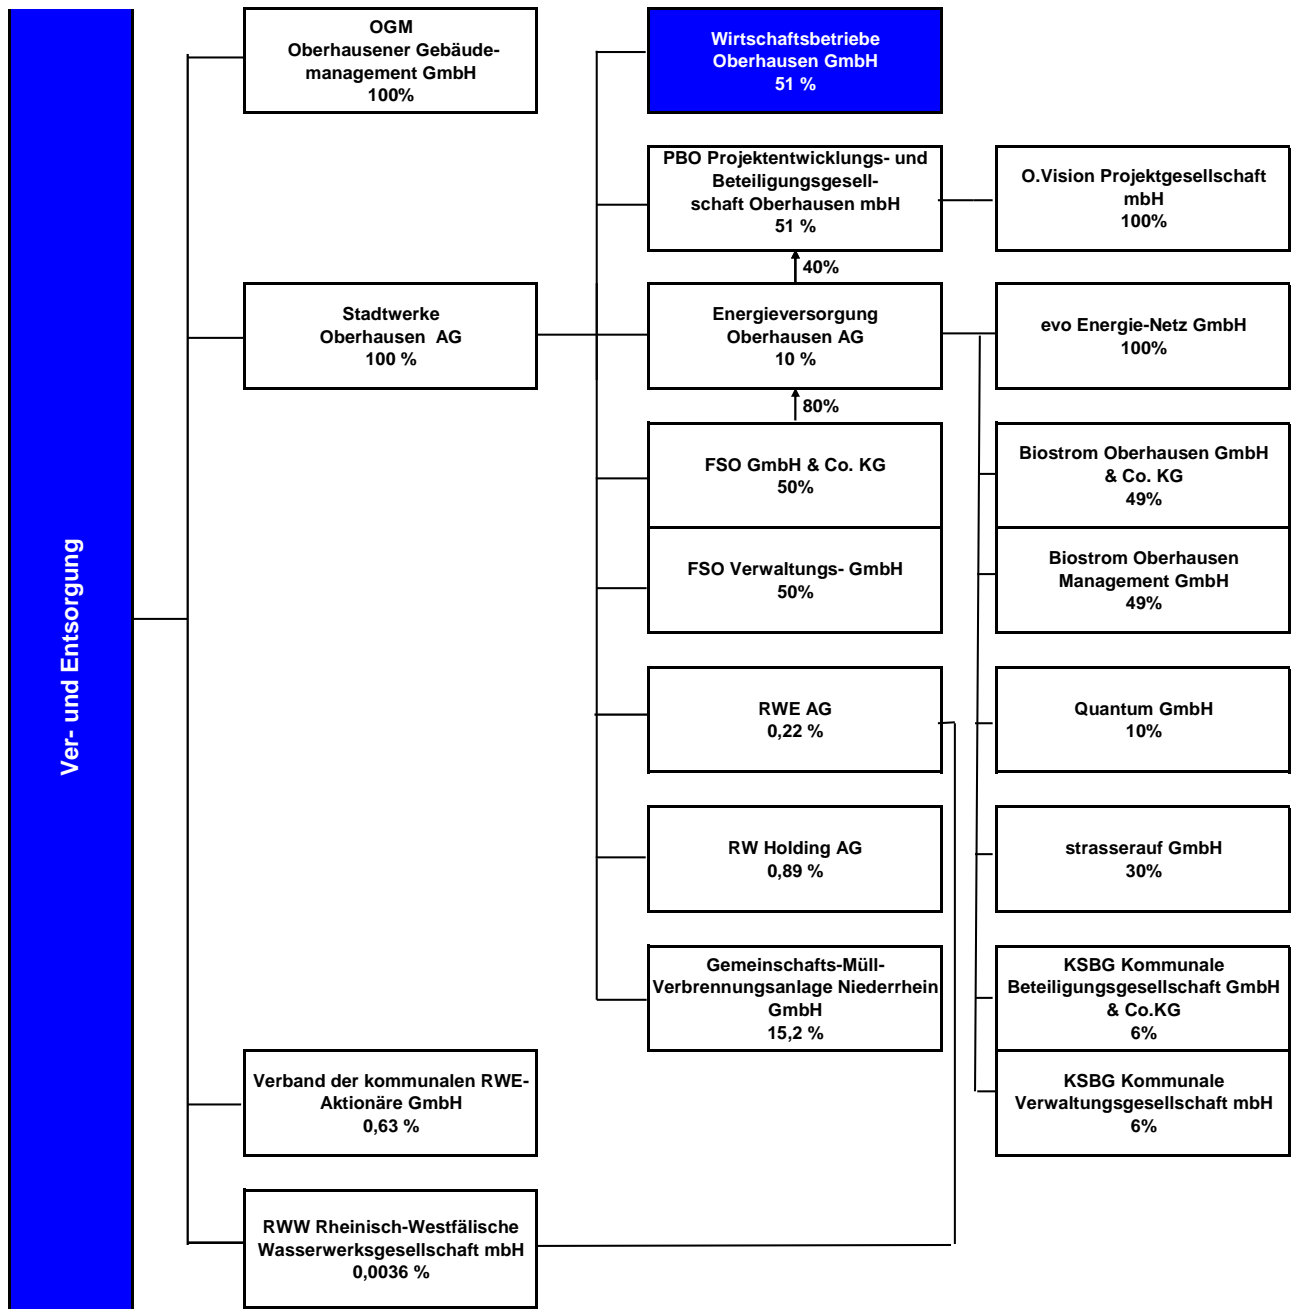 Ver- und Entsorgung
OGM
Oberhausener Gebäude-
management GmbH
100%
Stadtwerke
Oberhausen AG
100 %
Verband der kommunalen RWE-
Aktionäre GmbH
0,63 %
RWW Rheinisch-Westfälische
Wasserwerksgesellschaft mbH
0,0036 %
Wirtschaftsbetriebe
Oberhausen GmbH
51 %
PBO Projektentwicklungs- und
Beteiligungsgesell-
schaft Oberhausen mbH
51 %
40%
Energieversorgung
Oberhausen AG
10 %
80%
FSO GmbH & Co. KG
50%
FSO Verwaltungs- GmbH
50%
RWE AG
0,22 %
RW Holding AG
0,89 %
Gemeinschafts-Müll-
Verbrennungsanlage Niederrhein
GmbH
15,2 %
O.Vision Projektgesellschaft
mbH
100%
evo Energie-Netz GmbH
100%
Biostrom Oberhausen GmbH
& Co. KG
49%
Biostrom Oberhausen
Management GmbH
49%
Quantum GmbH
10%
strasserauf GmbH
30%
KSBG Kommunale
Beteiligungsgesellschaft GmbH
& Co.KG
6%
KSBG Kommunale
Verwaltungsgesellschaft mbH
6%